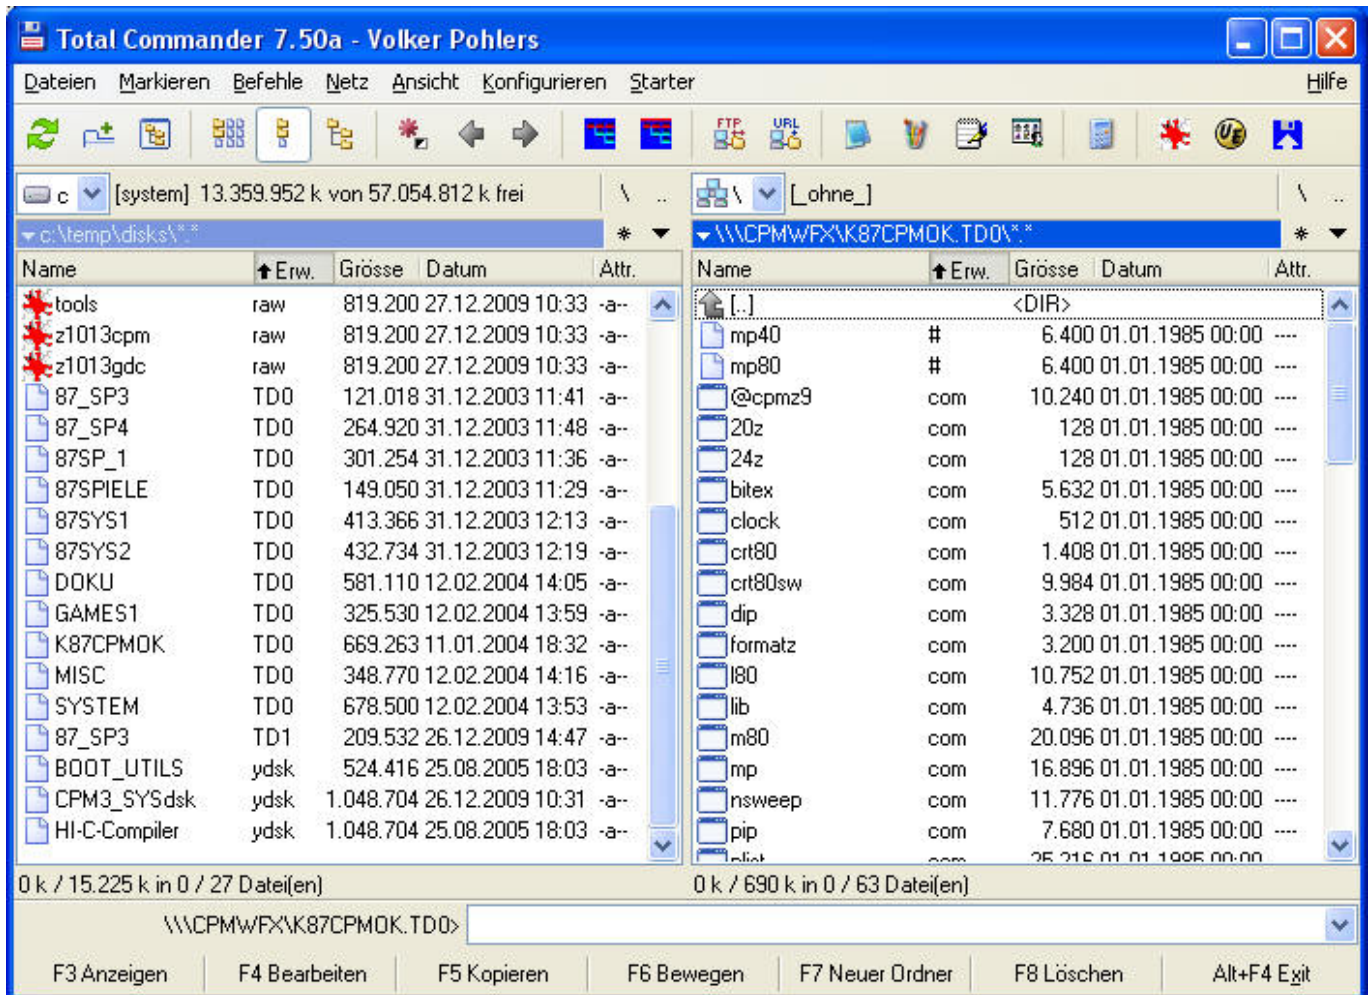 Total Commander 7.50a - Volker Pohlers
Dateien Markieren Befehle Netz Ansicht Konfigurieren Starter Hilfe
FTP URL UE
c [system] 13.359.952 k von 57.054.812 k frei \ ..
\ [_ohne_] \ ..
c:\temp\disks\*.* * 
\\\CPMWFX\K87CPMOK.TD0\*.* *
Name Erw. Grösse Datum Attr.
tools raw 819.200 27.12.2009 10:33 -a--
z1013cpm raw 819.200 27.12.2009 10:33 -a--
z1013gdc raw 819.200 27.12.2009 10:33 -a--
87_SP3 TD0 121.018 31.12.2003 11:41 -a--
87_SP4 TD0 264.920 31.12.2003 11:48 -a--
87SP_1 TD0 301.254 31.12.2003 11:36 -a--
87SPIELE TD0 149.050 31.12.2003 11:29 -a--
87SYS1 TD0 413.366 31.12.2003 12:13 -a--
87SYS2 TD0 432.734 31.12.2003 12:19 -a--
DOKU TD0 581.110 12.02.2004 14:05 -a--
GAMES1 TD0 325.530 12.02.2004 13:59 -a--
K87CPMOK TD0 669.263 11.01.2004 18:32 -a--
MISC TD0 348.770 12.02.2004 14:16 -a--
SYSTEM TD0 678.500 12.02.2004 13:53 -a--
87_SP3 TD1 209.532 26.12.2009 14:47 -a--
BOOT_UTILS ydsk 524.416 25.08.2005 18:03 -a--
CPM3_SYSdsk ydsk 1.048.704 26.12.2009 10:31 -a--
HI-C-Compiler ydsk 1.048.704 25.08.2005 18:03 -a--
0 k / 15.225 k in 0 / 27 Datei(en)
Name Erw. Grösse Datum Attr.
[..] <DIR>
mp40 # 6.400 01.01.1985 00:00 ----
mp80 # 6.400 01.01.1985 00:00 ----
@cpmz9 com 10.240 01.01.1985 00:00 ----
20z com 128 01.01.1985 00:00 ----
24z com 128 01.01.1985 00:00 ----
bitex com 5.632 01.01.1985 00:00 ----
clock com 512 01.01.1985 00:00 ----
crt80 com 1.408 01.01.1985 00:00 ----
crt80sw com 9.984 01.01.1985 00:00 ----
dip com 3.328 01.01.1985 00:00 ----
formatz com 3.200 01.01.1985 00:00 ----
l80 com 10.752 01.01.1985 00:00 ----
lib com 4.736 01.01.1985 00:00 ----
m80 com 20.096 01.01.1985 00:00 ----
mp com 16.896 01.01.1985 00:00 ----
nsweep com 11.776 01.01.1985 00:00 ----
pip com 7.680 01.01.1985 00:00 ----
25.216 01.01.1985 00:00 ----
0 k / 690 k in 0 / 63 Datei(en)
\\\CPMWFX\K87CPMOK.TD0>
F3 Anzeigen F4 Bearbeiten F5 Kopieren F6 Bewegen F7 Neuer Ordner F8 Löschen Alt+F4 Exit